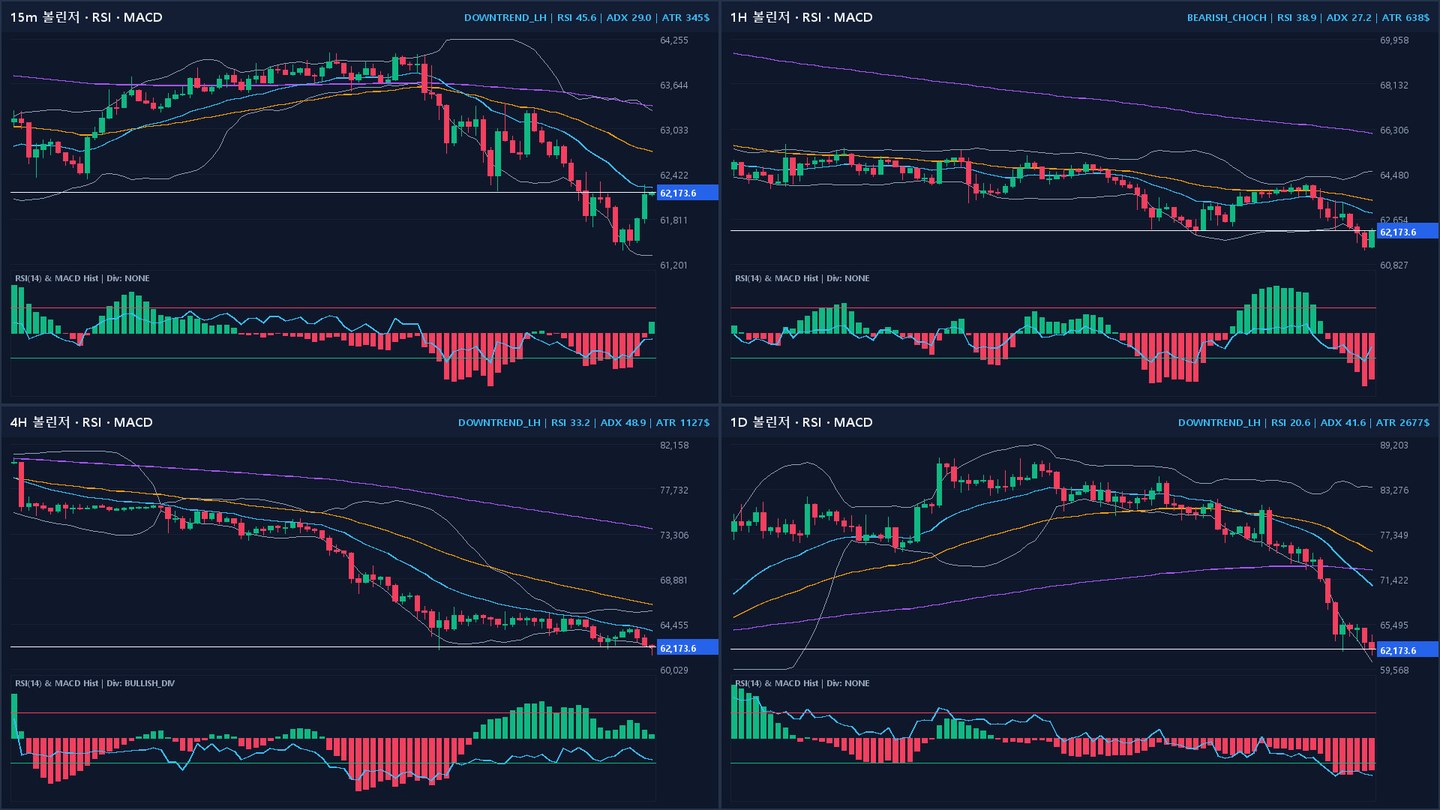 15m 볼린저 · RSI · MACD
DOWNTREND_LH | RSI 45.6 | ADX 29.0 | ATR 345$
64,255
63,644
63,033
62,422
62,173.6
61,811
61,201
RSI(14) & MACD Hist | Div: NONE
1H 볼린저 · RSI · MACD
BEARISH_CHOCH | RSI 38.9 | ADX 27.2 | ATR 638$
69,958
68,132
66,306
64,480
62,654
62,173.6
60,827
RSI(14) & MACD Hist | Div: NONE
4H 볼린저 · RSI · MACD
DOWNTREND_LH | RSI 33.2 | ADX 48.9 | ATR 1127$
82,158
77,732
73,306
68,881
64,455
62,173.6
60,029
RSI(14) & MACD Hist | Div: BULLISH_DIV
1D 볼린저 · RSI · MACD
DOWNTREND_LH | RSI 20.6 | ADX 41.6 | ATR 2677$
89,203
83,276
77,349
71,422
65,495
62,173.6
59,568
RSI(14) & MACD Hist | Div: NONE